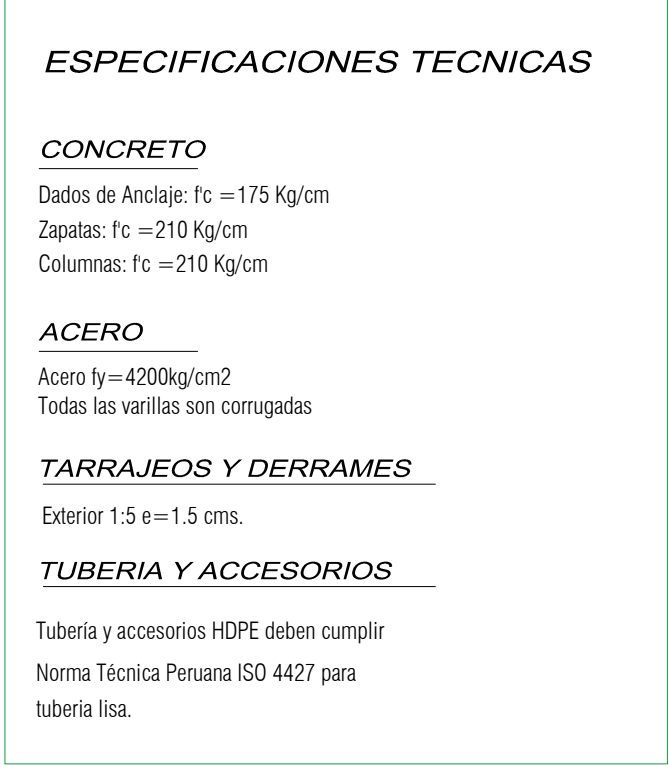 ESPECIFICACIONES TECNICAS
CONCRETO
Dados de Anclaje: f'c =175 Kg/cm
Zapatas: f'c =210 Kg/cm
Columnas: f'c =210 Kg/cm
ACERO
Acero fy=4200kg/cm2
Todas las varillas son corrugadas
TARRAJEOS Y DERRAMES
Exterior 1:5 e=1.5 cms.
TUBERIA Y ACCESORIOS
Tubería y accesorios HDPE deben cumplir
Norma Técnica Peruana ISO 4427 para
tuberia lisa.